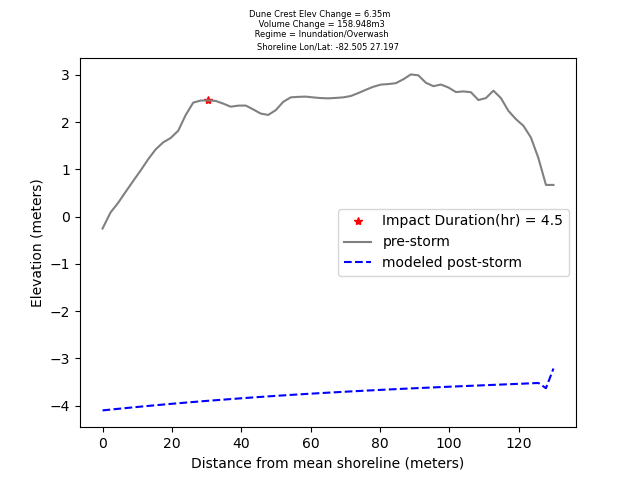 Dune Crest Elev Change = 6.35m
Volume Change = 158.948m3
Regime = Inundation/Overwash
Shoreline Lon/Lat: -82.505 27.197
3
2
1
0
−1
−2
−3
−4
Elevation (meters)
Impact Duration(hr) = 4.5
pre-storm
modeled post-storm
0 20 40 60 80 100 120
Distance from mean shoreline (meters)